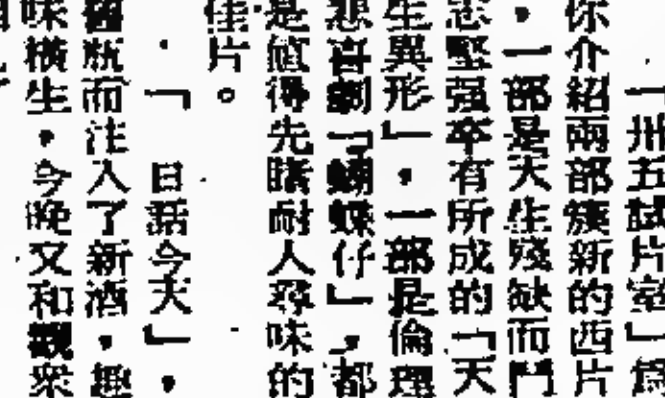 「卅五試片室」為
你介紹兩部簇新的西片
，一部是天生殘缺而鬥
志堅强卒有所成的「天
生異形」，一部是倫理
悲喜劇「蝴蝶仔」，都
是值得先睹耐人尋味的
佳片。
「日話今天」，
舊瓶而注入了新酒，趣
味橫生，今晚又和觀衆